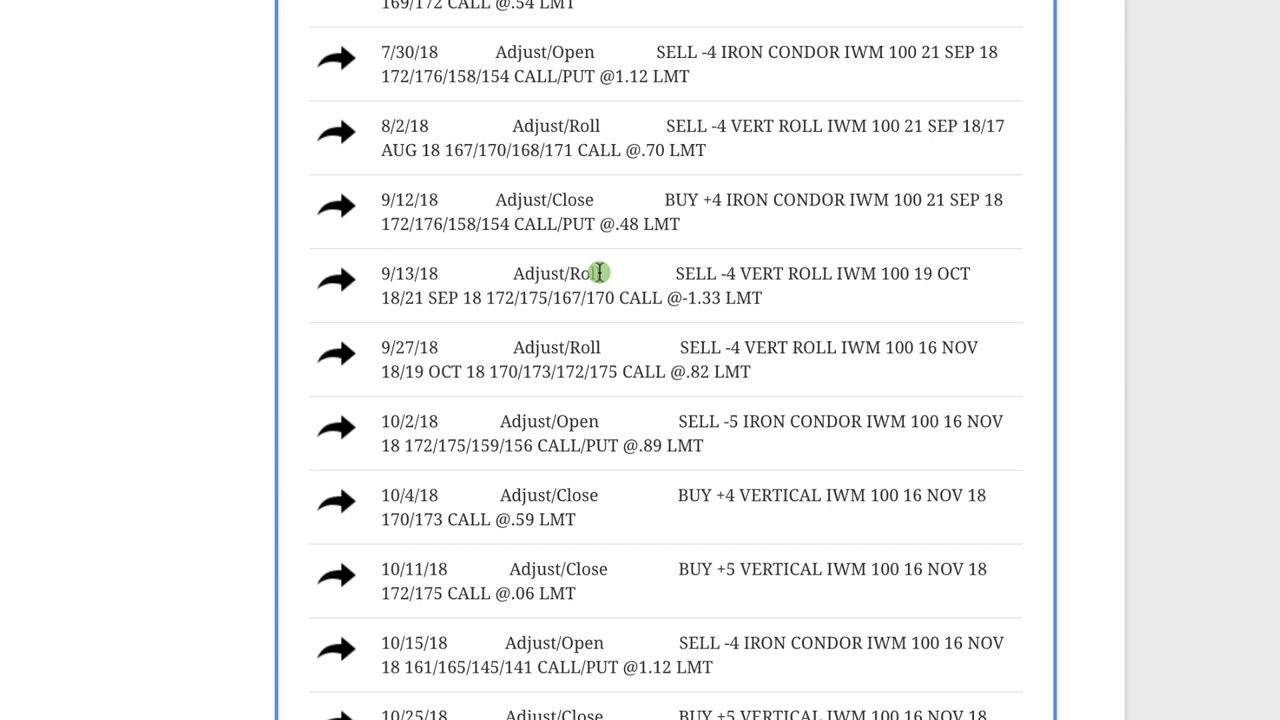 169/172 CALL @.54 LMT
7/30/18 Adjust/Open SELL -4 IRON CONDOR IWM 100 21 SEP 18
172/176/158/154 CALL/PUT @1.12 LMT
8/2/18 Adjust/Roll SELL -4 VERT ROLL IWM 100 21 SEP 18/17
AUG 18 167/170/168/171 CALL @.70 LMT
9/12/18 Adjust/Close BUY +4 IRON CONDOR IWM 100 21 SEP 18
172/176/158/154 CALL/PUT @.48 LMT
9/13/18 Adjust/Roll SELL -4 VERT ROLL IWM 100 19 OCT
18/21 SEP 18 172/175/167/170 CALL @-1.33 LMT
9/27/18 Adjust/Roll SELL -4 VERT ROLL IWM 100 16 NOV
18/19 OCT 18 170/173/172/175 CALL @.82 LMT
10/2/18 Adjust/Open SELL -5 IRON CONDOR IWM 100 16 NOV
18 172/175/159/156 CALL/PUT @.89 LMT
10/4/18 Adjust/Close BUY +4 VERTICAL IWM 100 16 NOV 18
170/173 CALL @.59 LMT
10/11/18 Adjust/Close BUY +5 VERTICAL IWM 100 16 NOV 18
172/175 CALL @.06 LMT
10/15/18 Adjust/Open SELL -4 IRON CONDOR IWM 100 16 NOV
18 161/165/145/141 CALL/PUT @1.12 LMT
10/25/18 Adjust/Close BUY +5 VERTICAL IWM 100 16 NOV 18